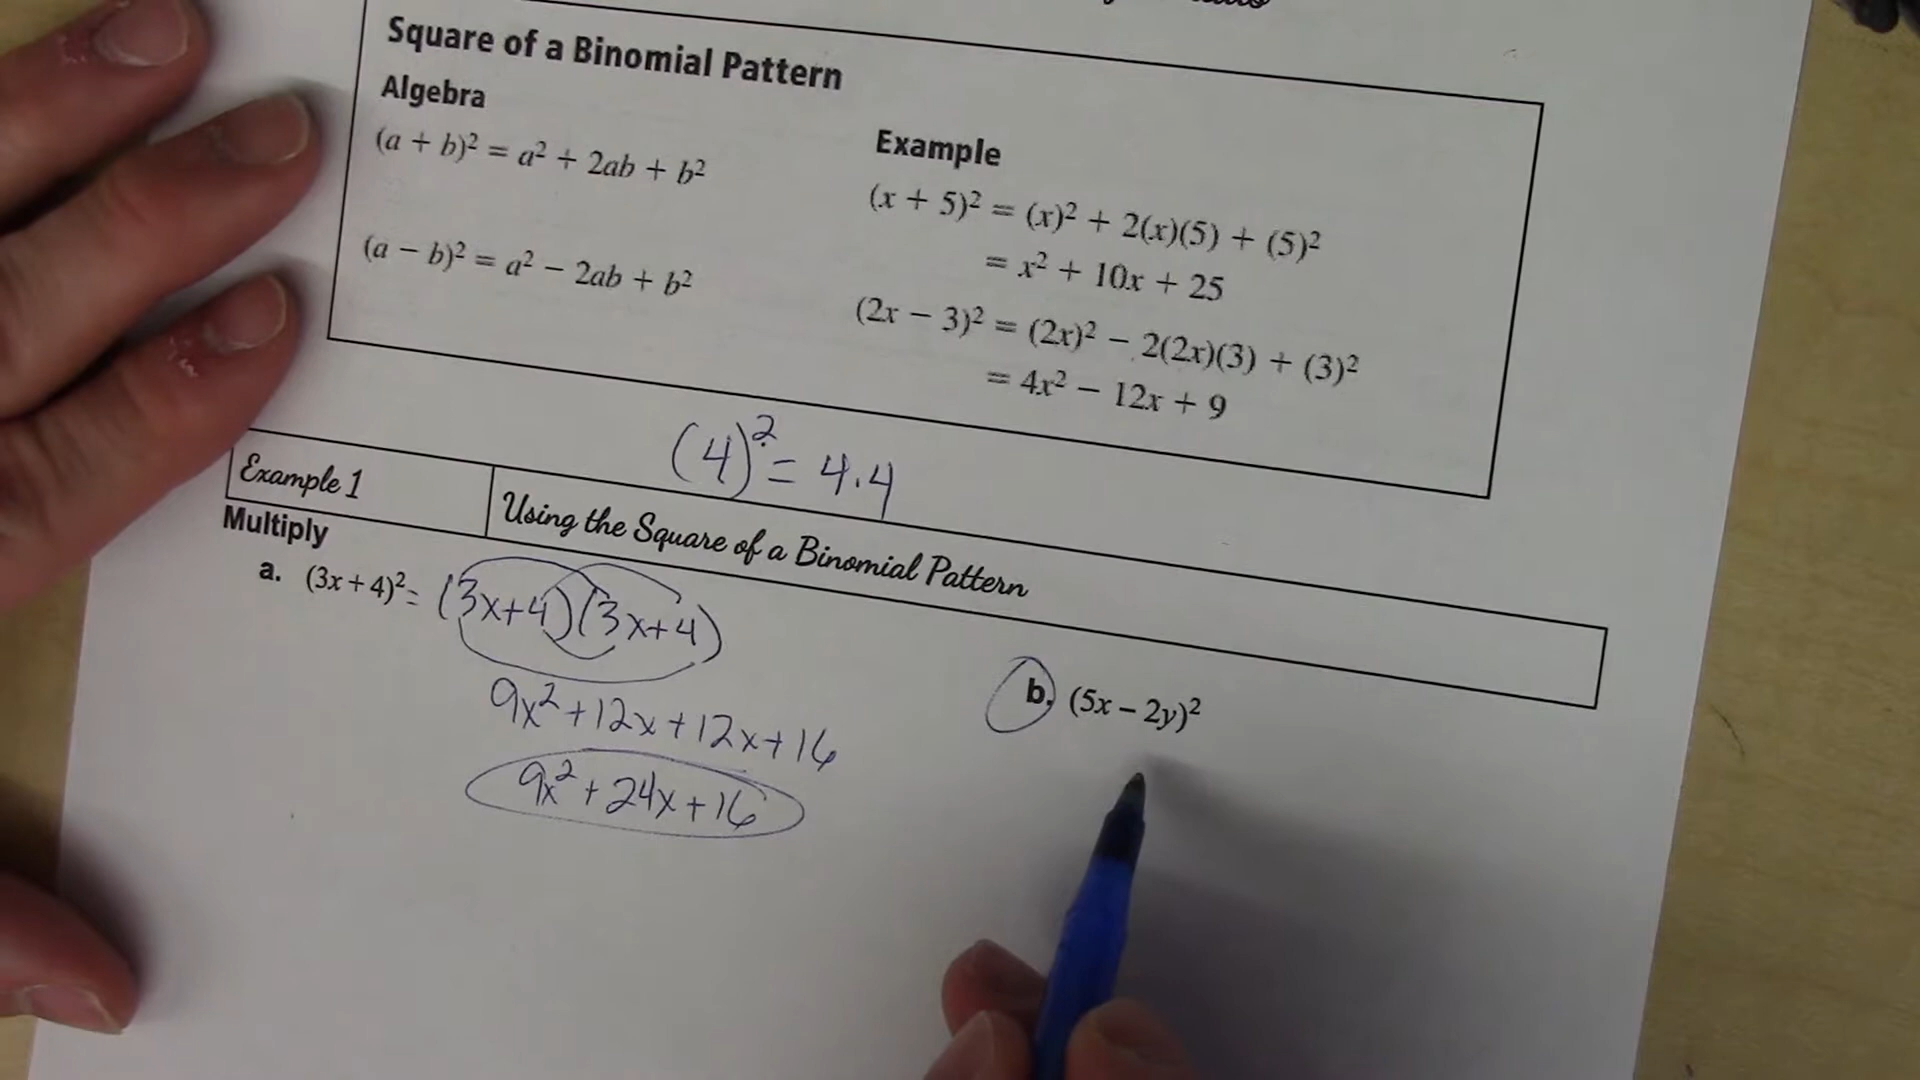 Square of a Binomial Pattern
Algebra
(a + b)² = a² + 2ab + b²
(a − b)² = a² − 2ab + b²
Example
(x + 5)² = (x)² + 2(x)(5) + (5)²
= x² + 10x + 25
(2x − 3)² = (2x)² − 2(2x)(3) + (3)²
= 4x² − 12x + 9
(4)² = 4.4
Example 1
Using the Square of a Binomial Pattern
Multiply
a. (3x + 4)² = (3x+4)(3x+4)
9x² + 12x + 12x + 16
9x² + 24x + 16
b. (5x – 2y)²